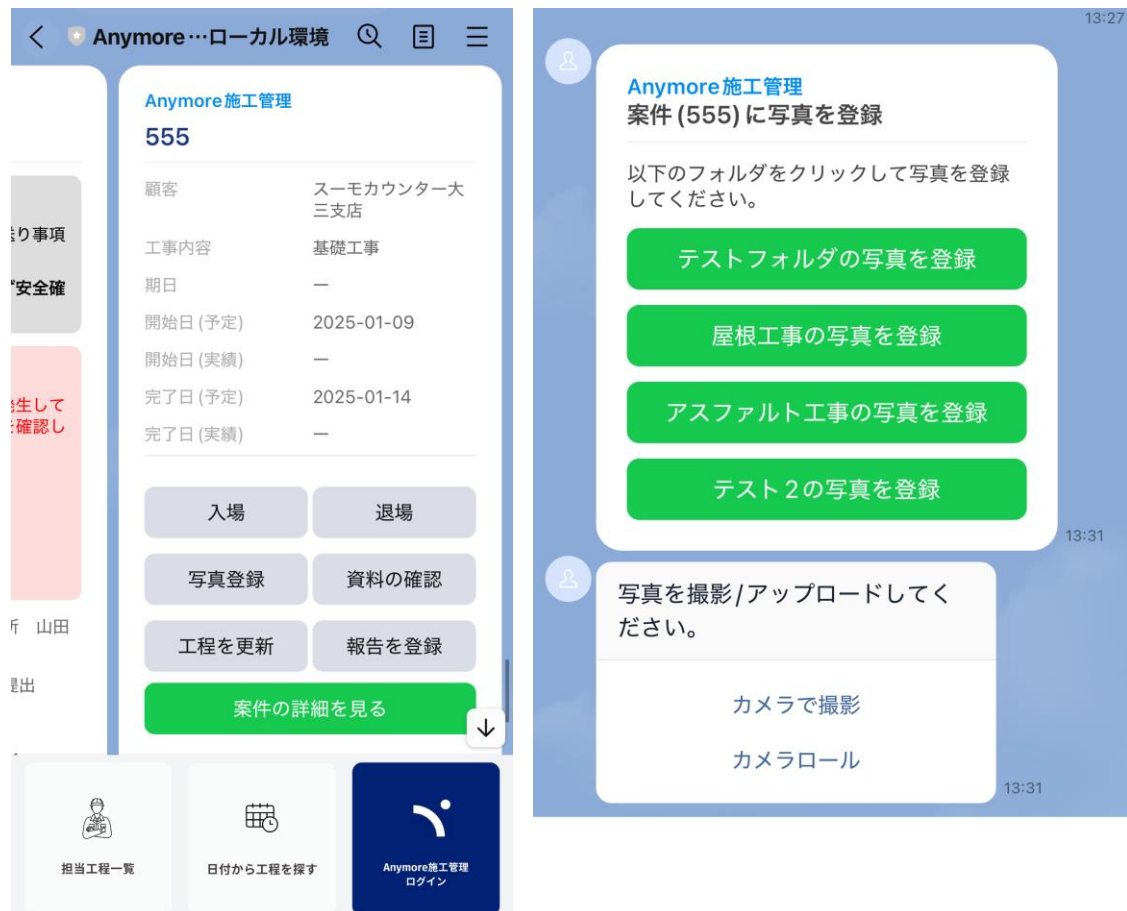 Anymore…ローカル環境
り事項
安全確
生して
確認し
山田
提出
Anymore施工管理
555
顧客 スーモカウンター大
三支店
工事内容 基礎工事
期日 ー
開始日(予定) 2025-01-09
開始日(実績) ー
完了日(予定) 2025-01-14
完了日(実績) ー
入場 退場
写真登録 資料の確認
工程を更新 報告を登録
案件の詳細を見る
担当工程一覧
日付から工程を探す
Anymore施工管理
ログイン
13:27
Anymore施工管理
案件(555)に写真を登録
以下のフォルダをクリックして写真を登録
してください。
テストフォルダの写真を登録
屋根工事の写真を登録
アスファルト工事の写真を登録
テスト2の写真を登録
13:31
写真を撮影/アップロードしてく
ださい。
カメラで撮影
カメラロール
13:31